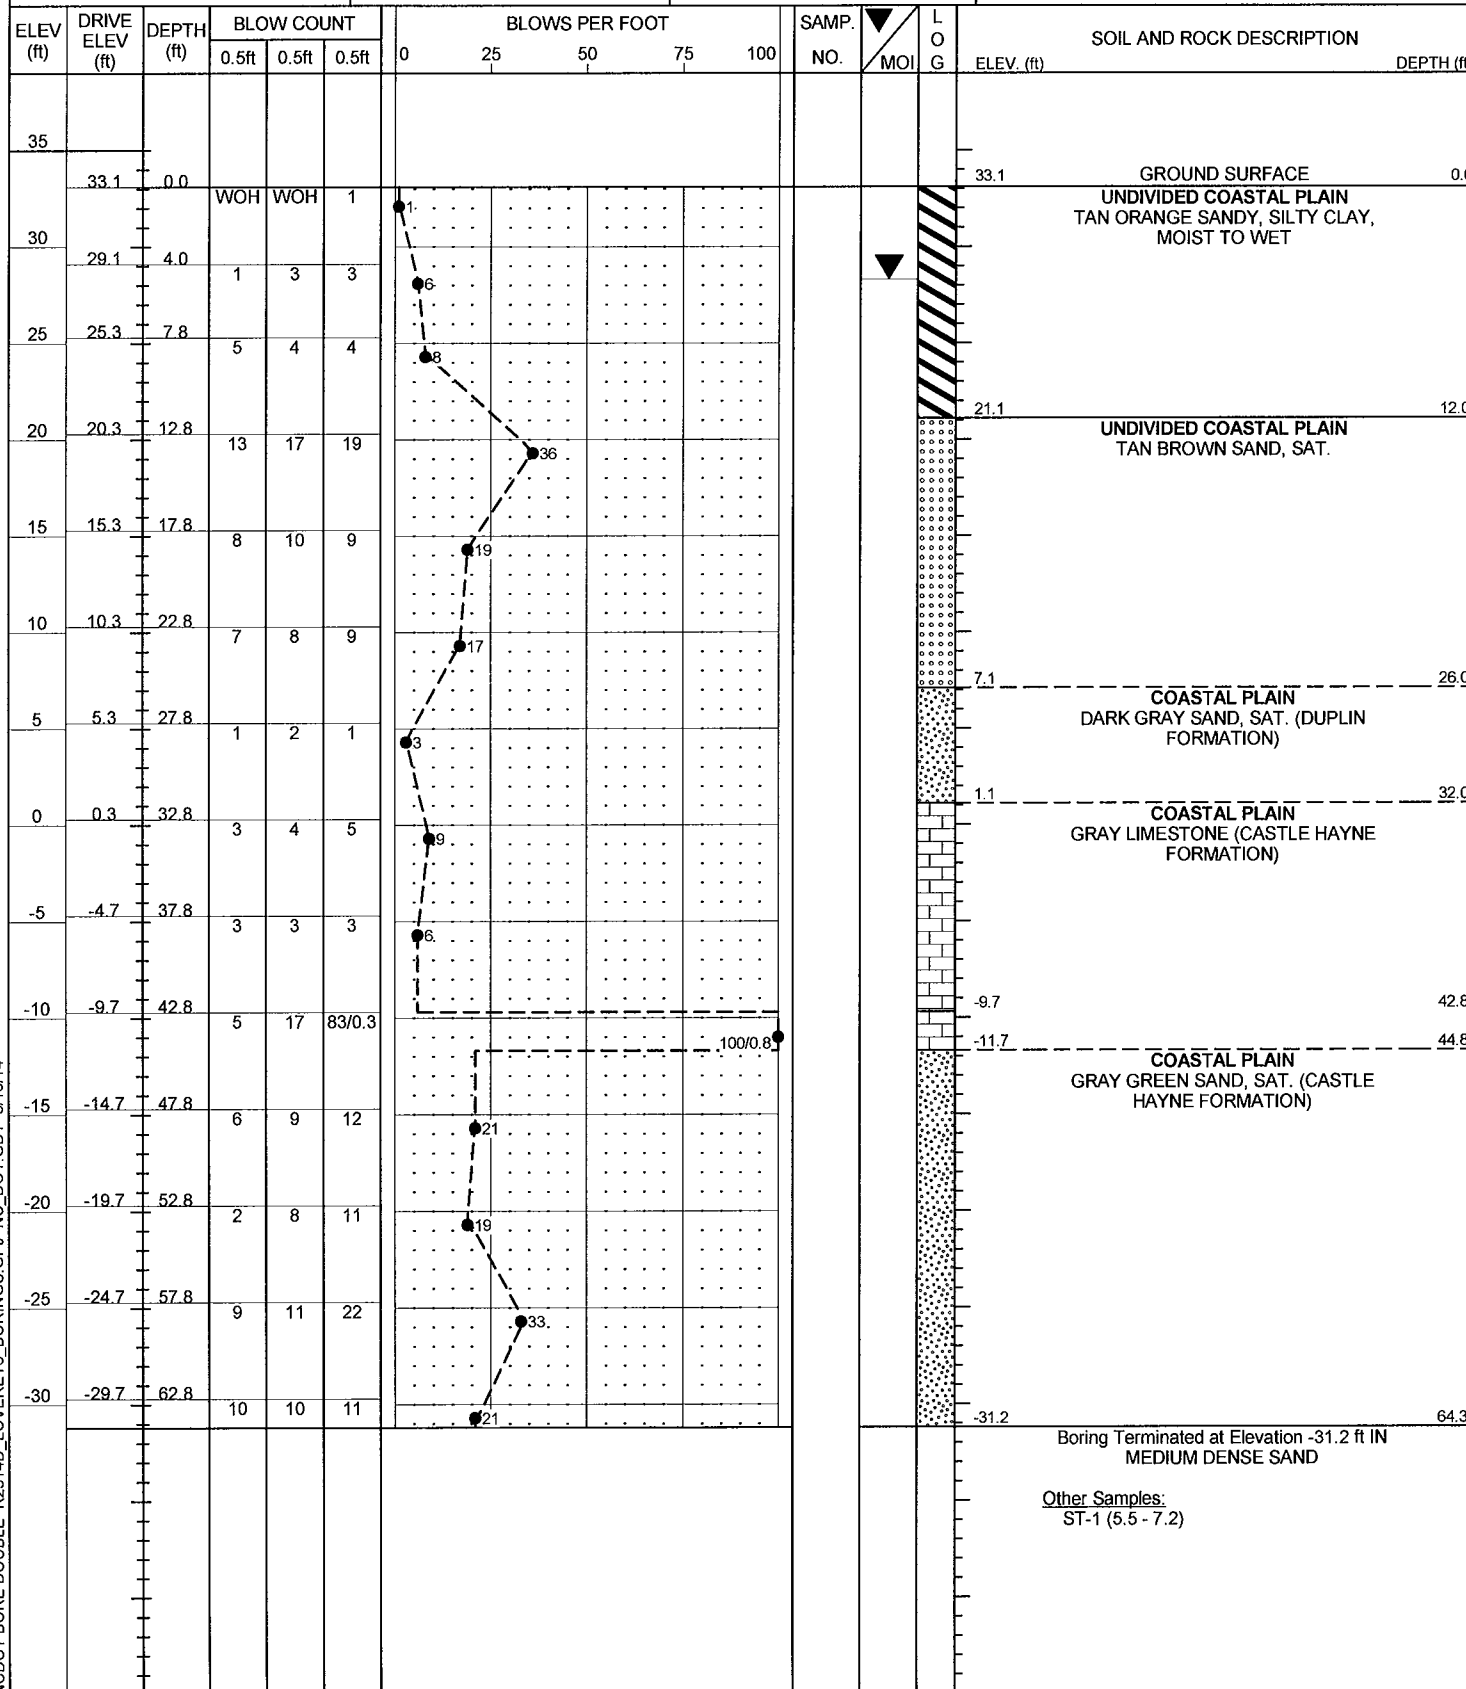 ELEV (ft) DRIVE ELEV (ft) DEPTH (ft) BLOW COUNT BLOWS PER FOOT SAMP. NO. MOI LOG SOIL AND ROCK DESCRIPTION
0.5ft 0.5ft 0.5ft 0 25 50 75 100 ELEV. (ft) DEPTH (ft
35
33.1 0.0 33.1 GROUND SURFACE 0.0
WOH WOH 1 1 UNDIVIDED COASTAL PLAIN
TAN ORANGE SANDY, SILTY CLAY,
MOIST TO WET
30
29.1 4.0
1 3 3 6
25 25.3 7.8
5 4 4 8
21.1 12.0
20 20.3 12.8 UNDIVIDED COASTAL PLAIN
13 17 19 36 TAN BROWN SAND, SAT.
15 15.3 17.8
8 10 9 19
10 10.3 22.8
7 8 9 17
7.1 26.0
COASTAL PLAIN
DARK GRAY SAND, SAT. (DUPLIN
FORMATION)
5 5.3 27.8
1 2 1 3
1.1 32.0
0 0.3 32.8 COASTAL PLAIN
3 4 5 9 GRAY LIMESTONE (CASTLE HAYNE
FORMATION)
-5 -4.7 37.8
3 3 3 6
-10 -9.7 42.8 -9.7 42.8
5 17 83/0.3 100/0.8
-11.7 44.8
COASTAL PLAIN
GRAY GREEN SAND, SAT. (CASTLE
HAYNE FORMATION)
-15 -14.7 47.8
6 9 12 21
-20 -19.7 52.8
2 8 11 19
-25 -24.7 57.8
9 11 22 33
-30 -29.7 62.8
10 10 11 21
-31.2 64.3
Boring Terminated at Elevation -31.2 ft IN
MEDIUM DENSE SAND
Other Samples:
ST-1 (5.5 - 7.2)